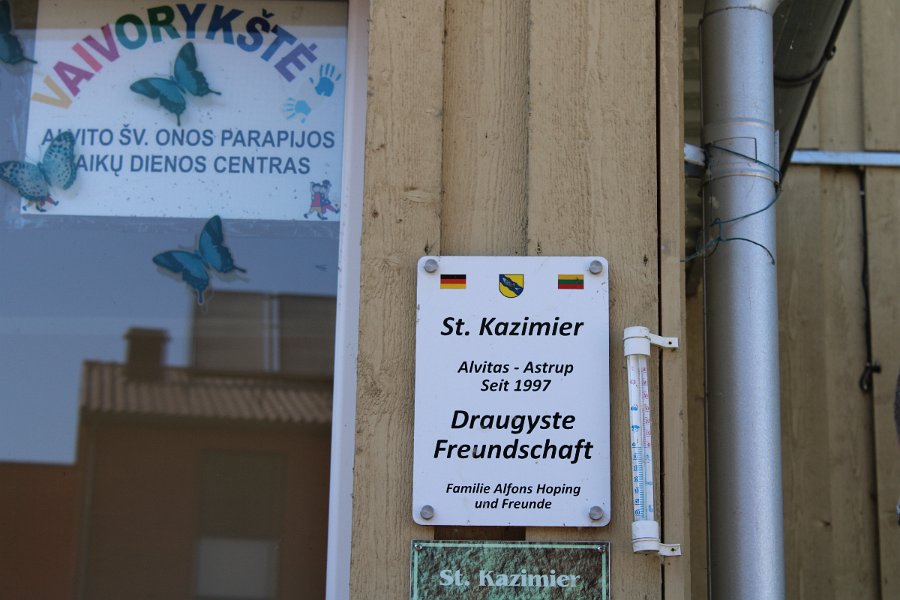 VAIVORYKŠTĖ
ALVITO ŠV. ONOS PARAPIJOS
VAIKŲ DIENOS CENTRAS
St. Kazimier
Alvitas - Astrup
Seit 1997
Draugyste
Freundschaft
Familie Alfons Hoping
und Freunde
St. Kazimier